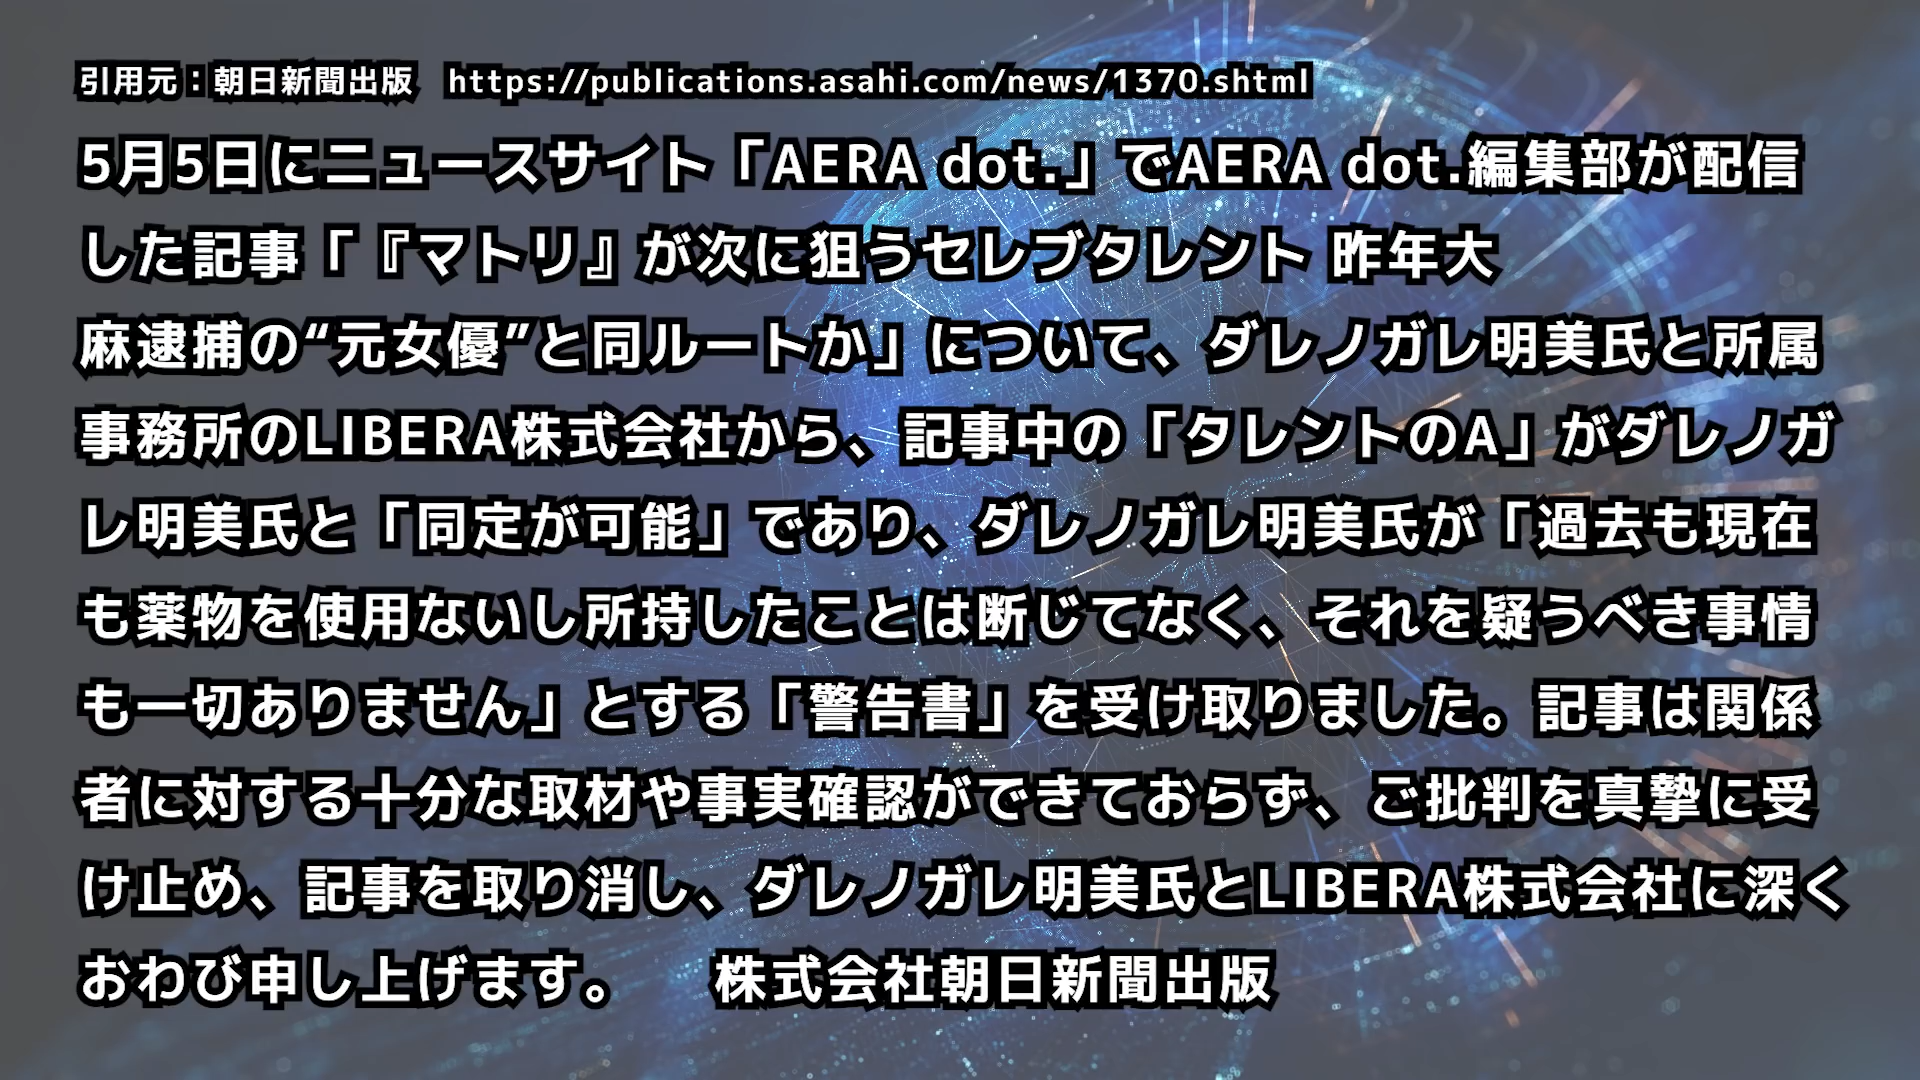 引用元：朝日新聞出版　https://publications.asahi.com/news/1370.shtml
5月5日にニュースサイト「AERA dot.」でAERA dot.編集部が配信
した記事「『マトリ』が次に狙うセレブタレント 昨年大
麻逮捕の“元女優”と同ルートか」について、ダレノガレ明美氏と所属
事務所のLIBERA株式会社から、記事中の「タレントのA」がダレノガ
レ明美氏と「同定が可能」であり、ダレノガレ明美氏が「過去も現在
も薬物を使用ないし所持したことは断じてなく、それを疑うべき事情
も一切ありません」とする「警告書」を受け取りました。記事は関係
者に対する十分な取材や事実確認ができておらず、ご批判を真摯に受
け止め、記事を取り消し、ダレノガレ明美氏とLIBERA株式会社に深く
おわび申し上げます。　　株式会社朝日新聞出版